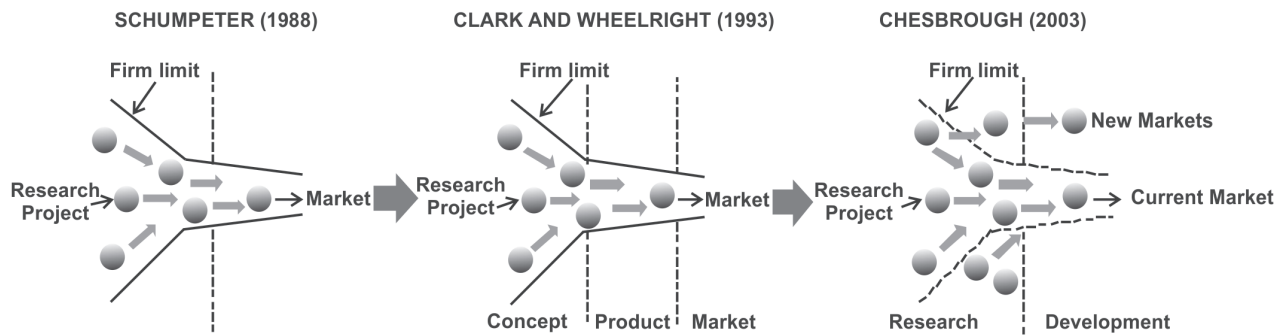 SCHUMPETER (1988)
Firm limit
Research
Project
Market
CLARK AND WHEELRIGHT (1993)
Firm limit
Research
Project
Market
Concept
Product
Market
CHESBROUGH (2003)
Firm limit
New Markets
Research
Project
Current Market
Research
Development